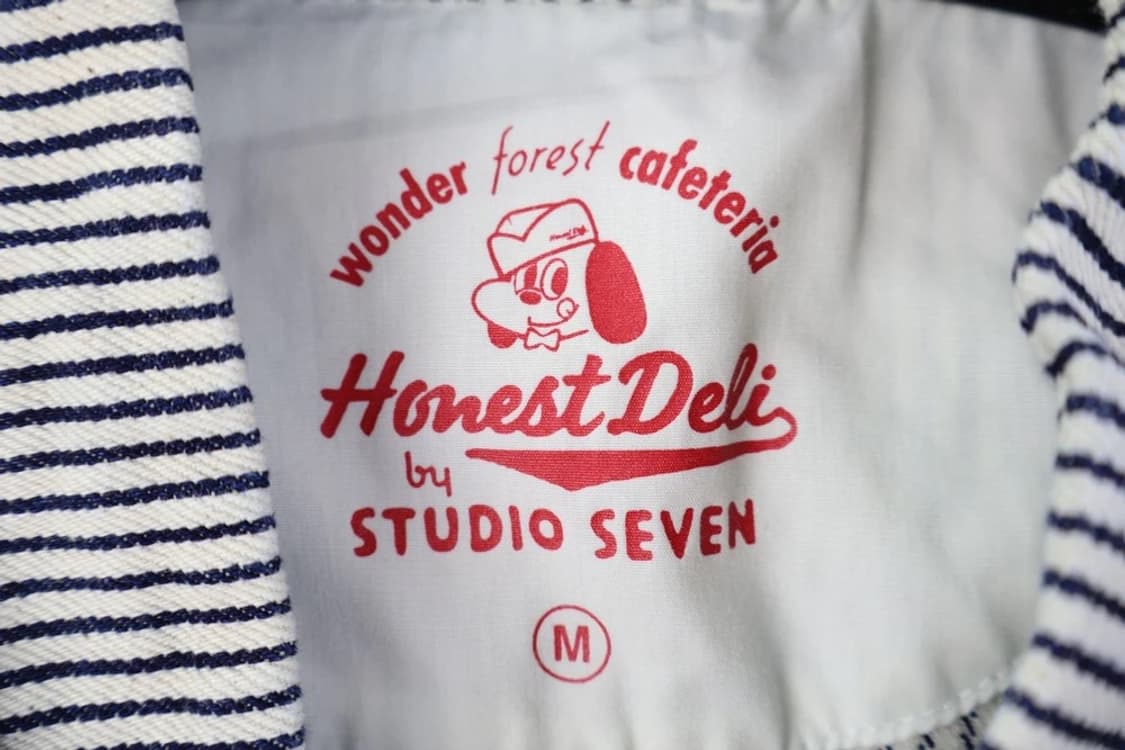 wonder forest cafeteria
Honest Deli
by
STUDIO SEVEN
M